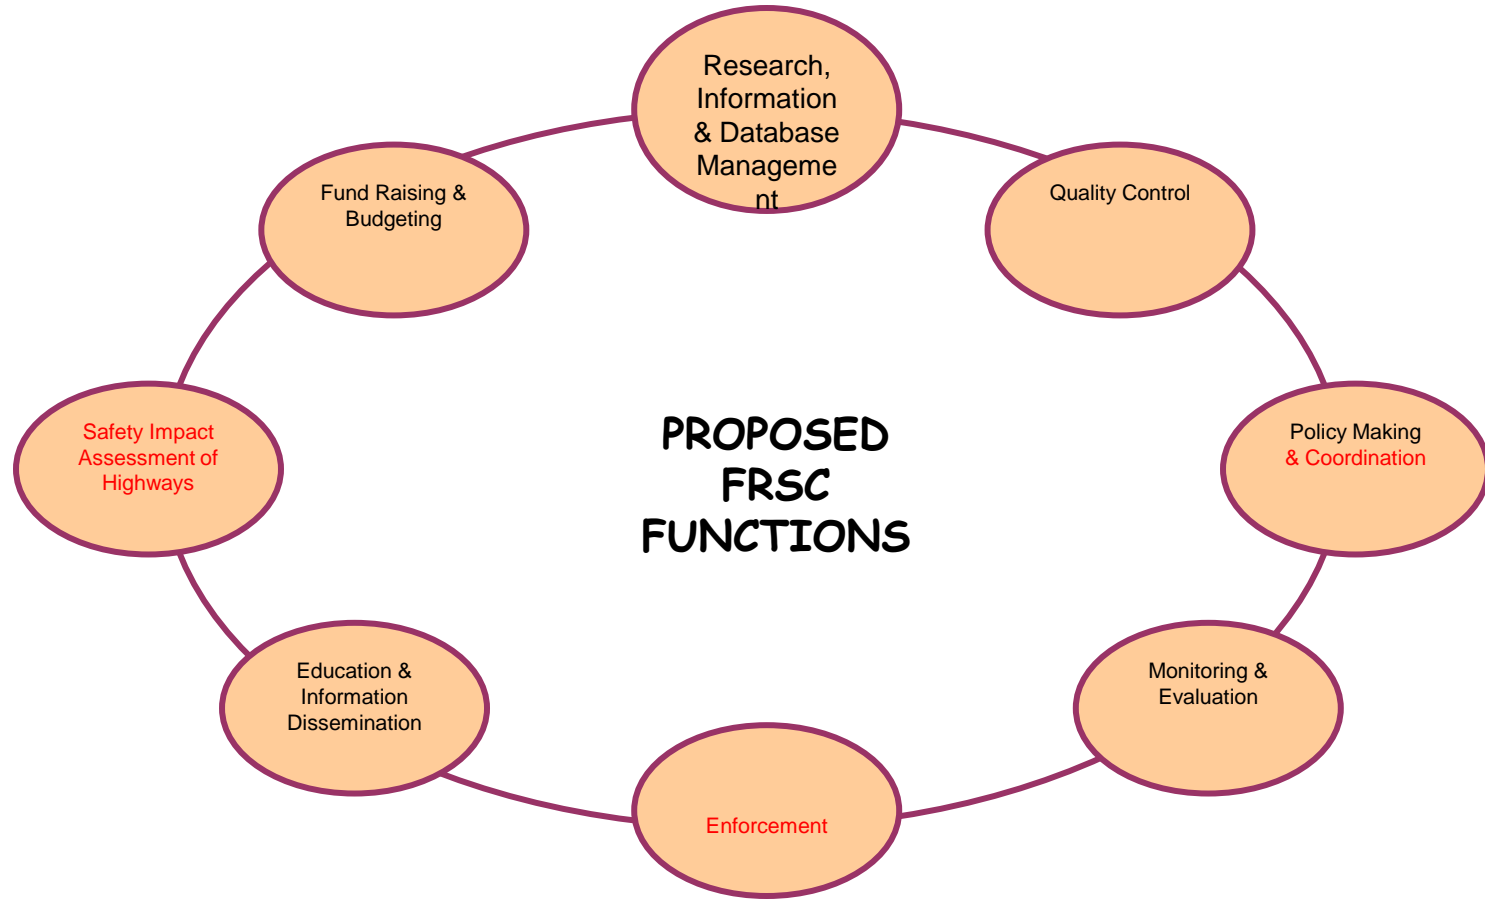 Research,
Information
& Database
Manageme
nt
Fund Raising &
Budgeting
Quality Control
Safety Impact
Assessment of
Highways
PROPOSED
FRSC
FUNCTIONS
Policy Making
& Coordination
Education &
Information
Dissemination
Monitoring &
Evaluation
Enforcement